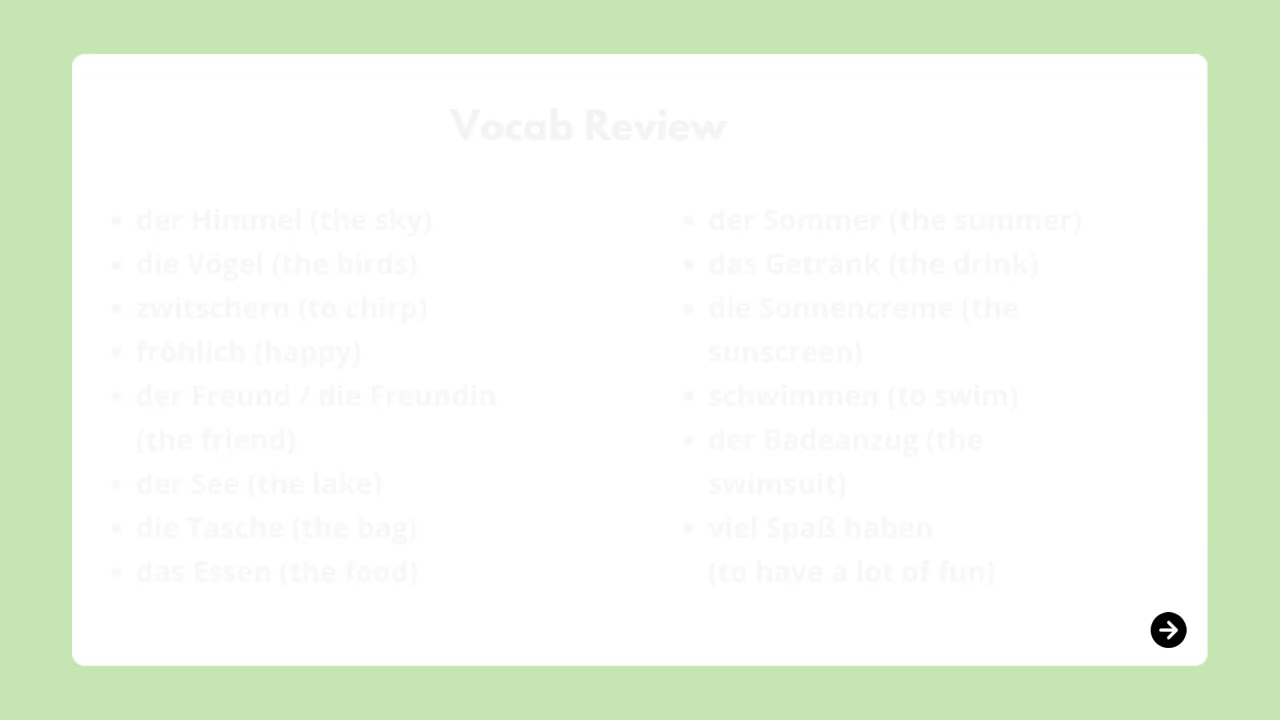 Vocab Review
• der Himmel (the sky)
• die Vögel (the birds)
• zwitschern (to chirp)
• fröhlich (happy)
• der Freund / die Freundin
(the friend)
• der See (the lake)
• die Tasche (the bag)
• das Essen (the food)
• der Sommer (the summer)
• das Getränk (the drink)
• die Sonnencreme (the
sunscreen)
• schwimmen (to swim)
• der Badeanzug (the
swimsuit)
• viel Spaß haben
(to have a lot of fun)